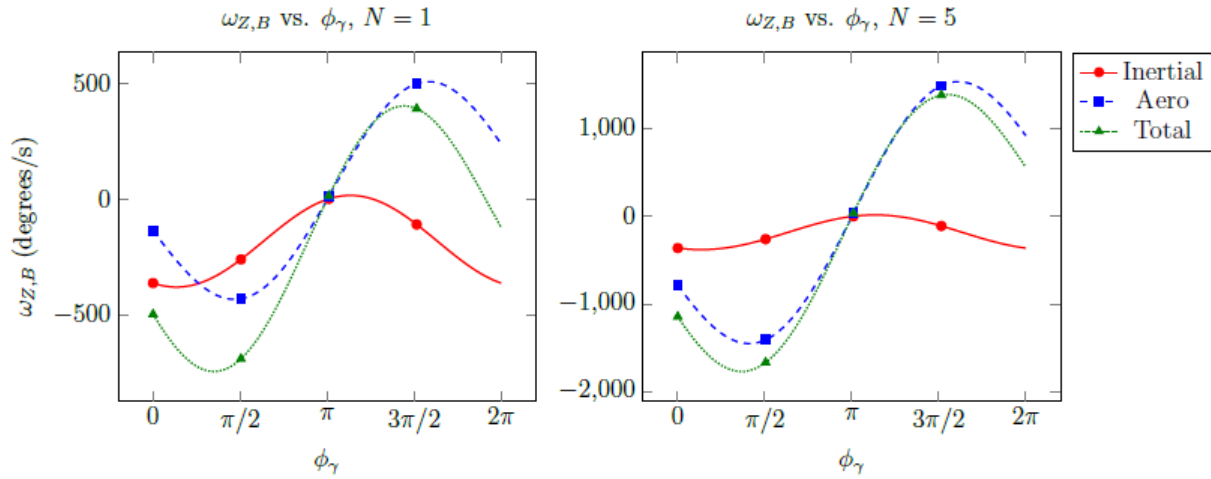 ω_{Z,B} vs. ϕ_γ, N = 1
ω_{Z,B} (degrees/s)
500
0
−500
0 π/2 π 3π/2 2π
ϕ_γ
ω_{Z,B} vs. ϕ_γ, N = 5
1,000
0
−1,000
−2,000
0 π/2 π 3π/2 2π
ϕ_γ
Inertial
Aero
Total